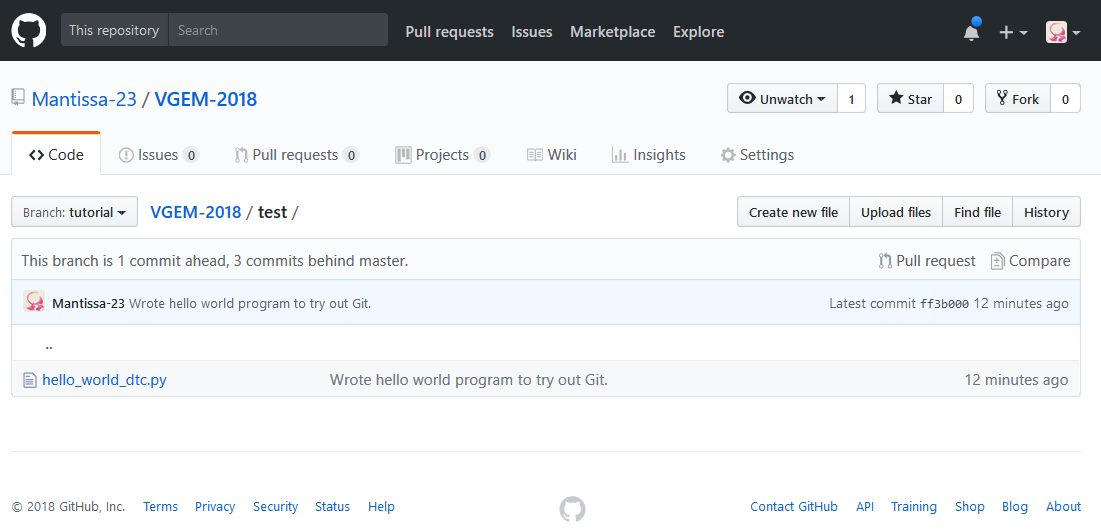 This repository Search Pull requests Issues Marketplace Explore
Mantissa-23 / VGEM-2018 Unwatch 1 Star 0 Fork 0
Code Issues 0 Pull requests 0 Projects 0 Wiki Insights Settings
Branch: tutorial VGEM-2018 / test / Create new file Upload files Find file History
This branch is 1 commit ahead, 3 commits behind master. Pull request Compare
Mantissa-23 Wrote hello world program to try out Git. Latest commit ff3b000 12 minutes ago
..
hello_world_dtc.py Wrote hello world program to try out Git. 12 minutes ago
© 2018 GitHub, Inc. Terms Privacy Security Status Help Contact GitHub API Training Shop Blog About